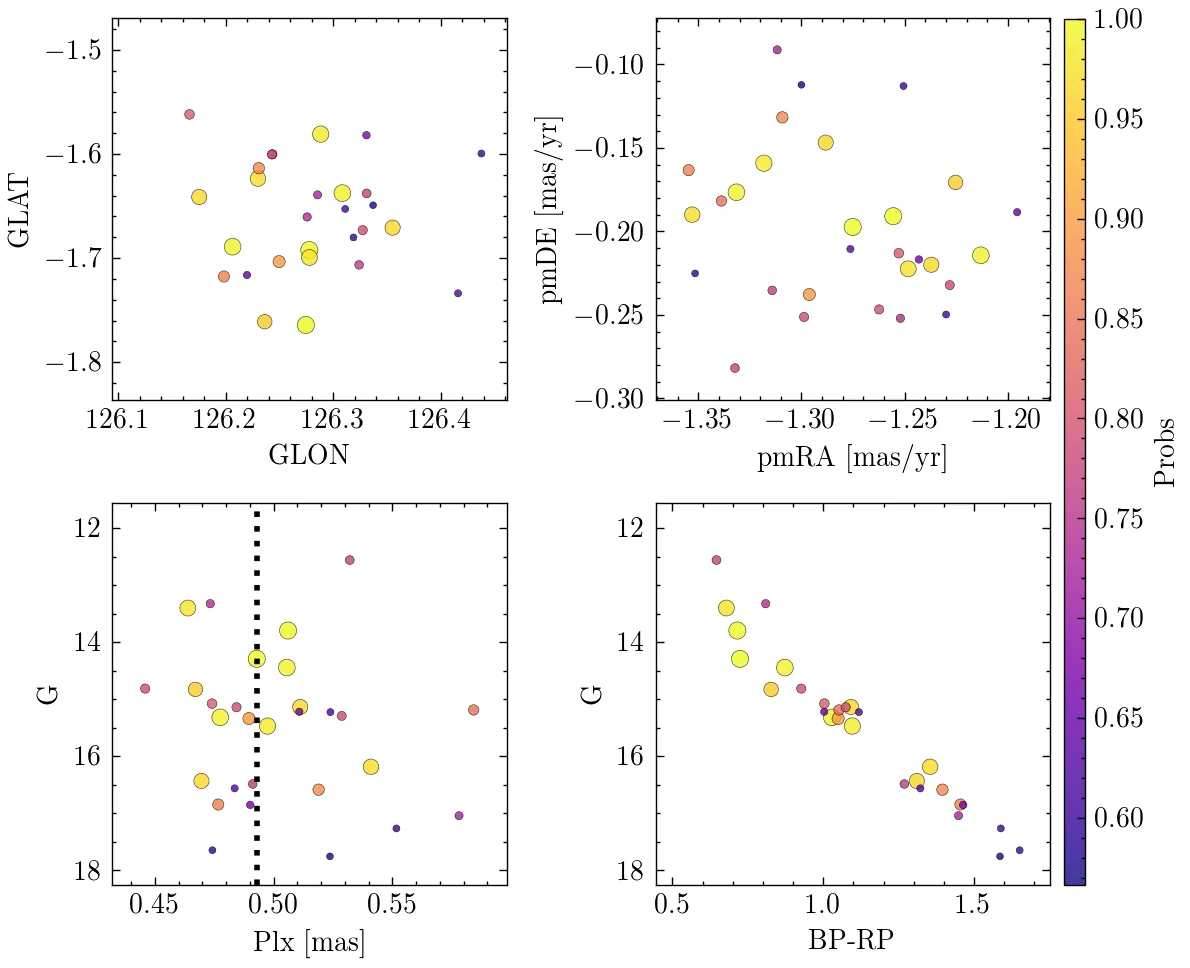 −1.5
−1.6
−1.7
−1.8
GLAT
126.1 126.2 126.3 126.4
GLON
−0.10
−0.15
−0.20
−0.25
−0.30
pmDE [mas/yr]
−1.35 −1.30 −1.25 −1.20
pmRA [mas/yr]
12
14
16
18
G
0.45 0.50 0.55
Plx [mas]
12
14
16
18
G
0.5 1.0 1.5
BP-RP
1.00
0.95
0.90
0.85
0.80
0.75
0.70
0.65
0.60
Probs